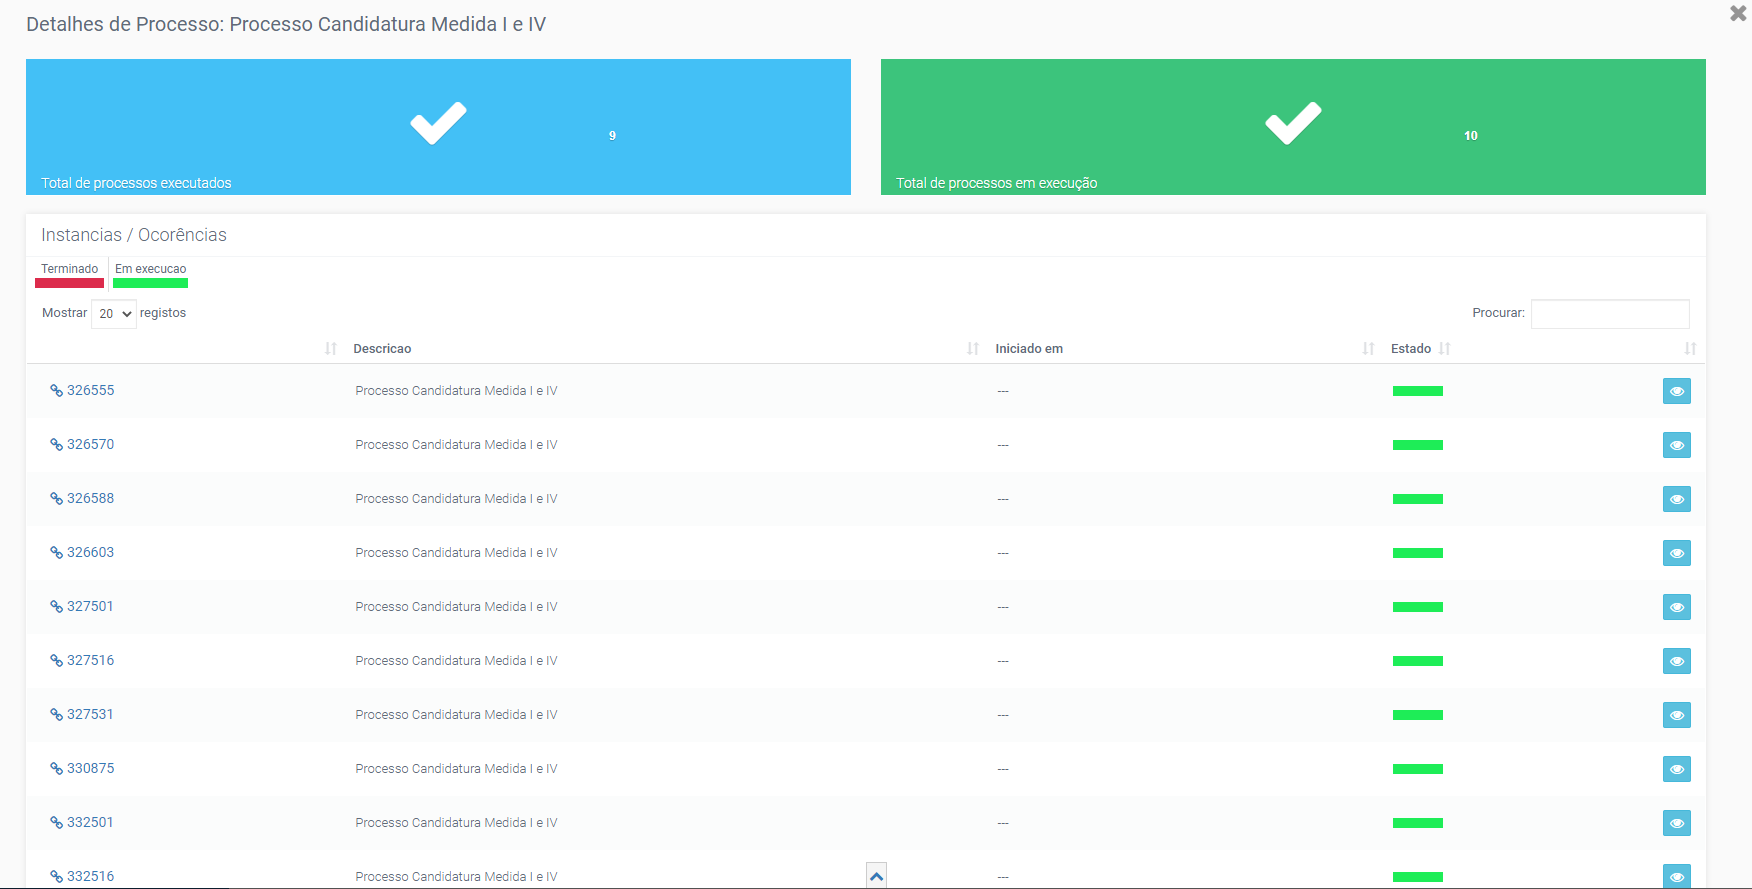 Detalhes de Processo: Processo Candidatura Medida I e IV
9
Total de processos executados
10
Total de processos em execução
Instancias / Ocorências
Terminado Em execucao
Mostrar 20 registos Procurar:
Descricao Iniciado em Estado
326555 Processo Candidatura Medida I e IV ---
326570 Processo Candidatura Medida I e IV ---
326588 Processo Candidatura Medida I e IV ---
326603 Processo Candidatura Medida I e IV ---
327501 Processo Candidatura Medida I e IV ---
327516 Processo Candidatura Medida I e IV ---
327531 Processo Candidatura Medida I e IV ---
330875 Processo Candidatura Medida I e IV ---
332501 Processo Candidatura Medida I e IV ---
332516 Processo Candidatura Medida I e IV ---